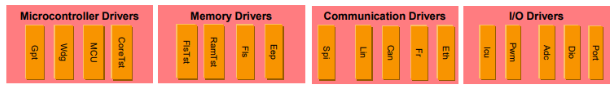 Microcontroller Drivers
Gpt
Wdg
MCU
CoreTst
Memory Drivers
FlsTst
RamTst
Fls
Eep
Communication Drivers
Spi
Lin
Can
Fr
Eth
I/O Drivers
Icu
Pwm
Adc
Dio
Port